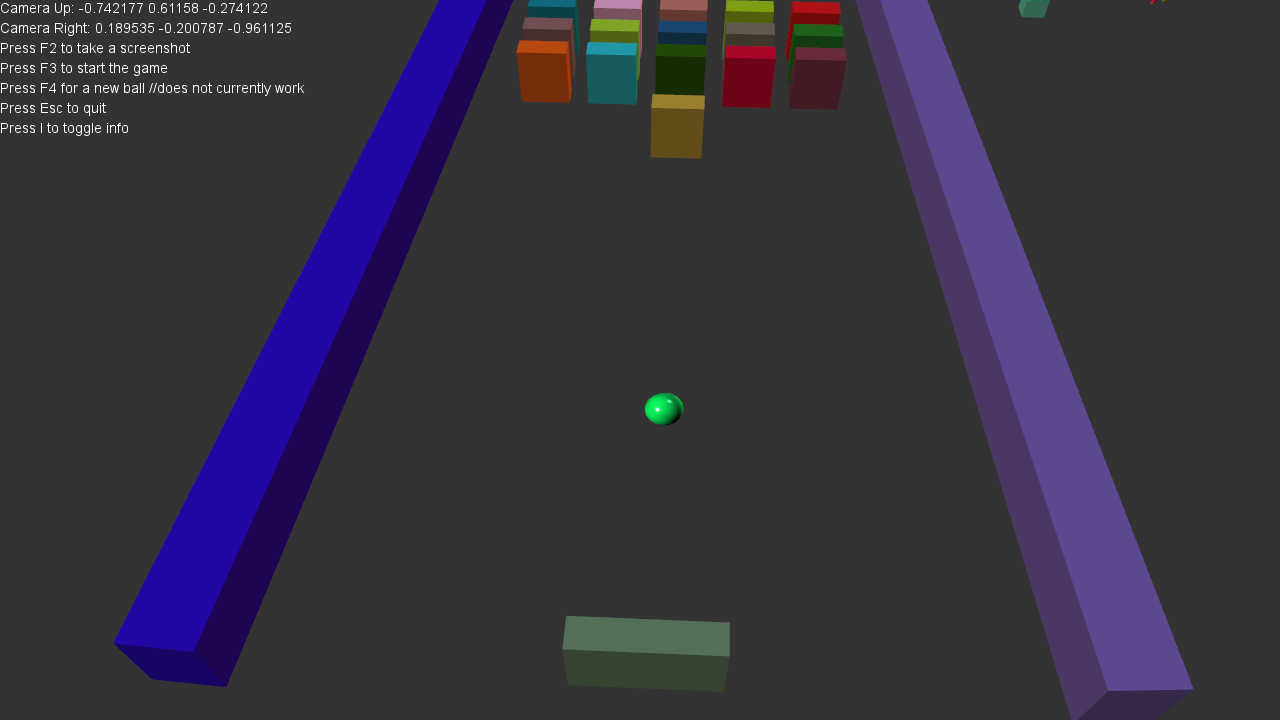 Camera Up: -0.742177 0.61158 -0.274122
Camera Right: 0.189535 -0.200787 -0.961125
Press F2 to take a screenshot
Press F3 to start the game
Press F4 for a new ball //does not currently work
Press Esc to quit
Press I to toggle info